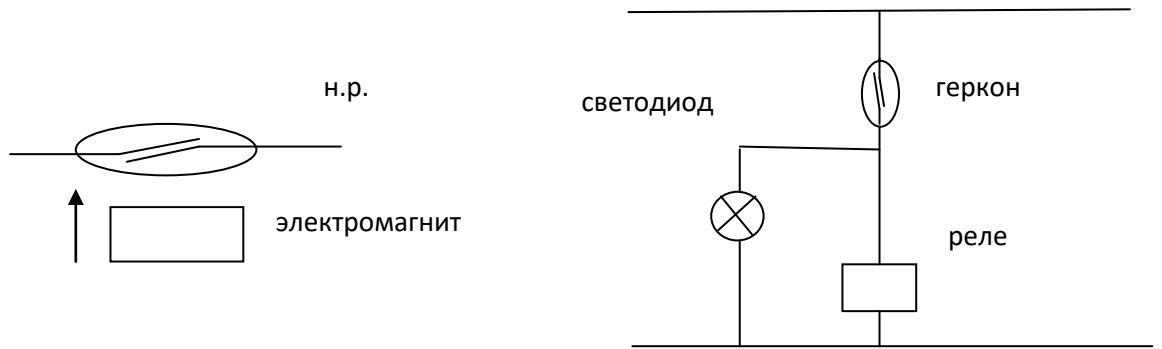 н.р.
электромагнит
светодиод
геркон
реле